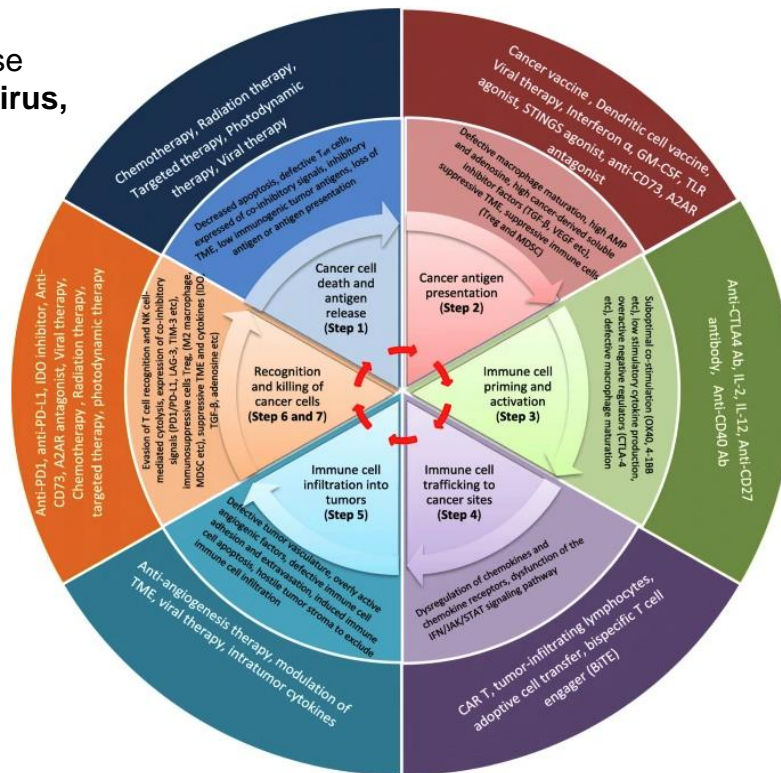 se
irus,
Chemotherapy, Radiation therapy,
Targeted therapy, Photodynamic
therapy, Viral therapy
Decreased apoptosis, defective Teff cells,
expressed of co-inhibitory signals, inhibitory
TME, low immunogenic tumor antigens, loss of
antigen or antigen presentation
Cancer cell
death and
antigen
release
(Step 1)
Cancer vaccine, Dendritic cell vaccine,
Viral therapy, Interferon α, GM-CSF, TLR
agonist, STINGS agonist, anti-CD73, A2AR
antagonist
Defective macrophage maturation, high AMP
and adenosine, high cancer-derived soluble
inhibitor factors (TGF-β, VEGF etc),
suppressive TME, suppressive immune cells
(Treg and MDSC)
Cancer antigen
presentation
(Step 2)
Anti-CTLA4 Ab, IL-2, IL-12, Anti-CD27
antibody, Anti-CD40 Ab
Suboptimal co-stimulation (OX40, 4-1BB
etc), low stimulatory cytokine production,
overactive negative regulators (CTLA-4
etc), defective macrophage maturation
Immune cell
priming and
activation
(Step 3)
CAR T, tumor-infiltrating lymphocytes,
adoptive cell transfer, bispecific T cell
engager (BiTE)
Dysregulation of chemokines and
chemokine receptors, dysfunction of the
IFN/JAK/STAT signaling pathway
Immune cell
trafficking to
cancer sites
(Step 4)
Anti-angiogenesis therapy, modulation of
TME, viral therapy, intratumor cytokines
Defective tumor vasculature, overly active
angiogenic factors, defective immune cell
adhesion and extravasation, induced immune
cell apoptosis, hostile tumor stroma to exclude
immune cell infiltration
Immune cell
infiltration into
tumors
(Step 5)
Anti-PD1, anti-PD-L1, IDO inhibitor, Anti-
CD73, A2AR antagonist, Viral therapy,
Chemotherapy, Radiation therapy,
targeted therapy, photodynamic therapy
Evasion of T cell recognition and NK cell-
mediated cytolysis, expression of co-inhibitory
signals (PD1/PD-L1, LAG-3, TIM-3 etc),
immunosuppressive cells Treg, (M2 macrophage,
MDSC etc), suppressive TME and cytokines (IDO,
TGF-β, adenosine etc)
Recognition
and killing of
cancer cells
(Step 6 and 7)